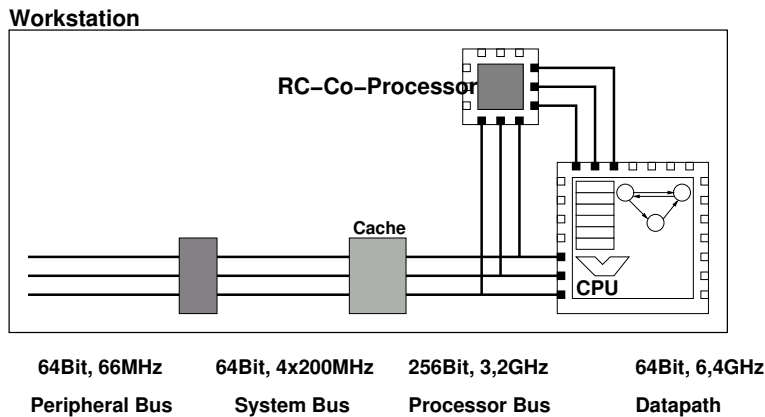 Workstation
RC–Co–Processor
Cache
CPU
64Bit, 66MHz 64Bit, 4x200MHz 256Bit, 3,2GHz 64Bit, 6,4GHz
Peripheral Bus System Bus Processor Bus Datapath